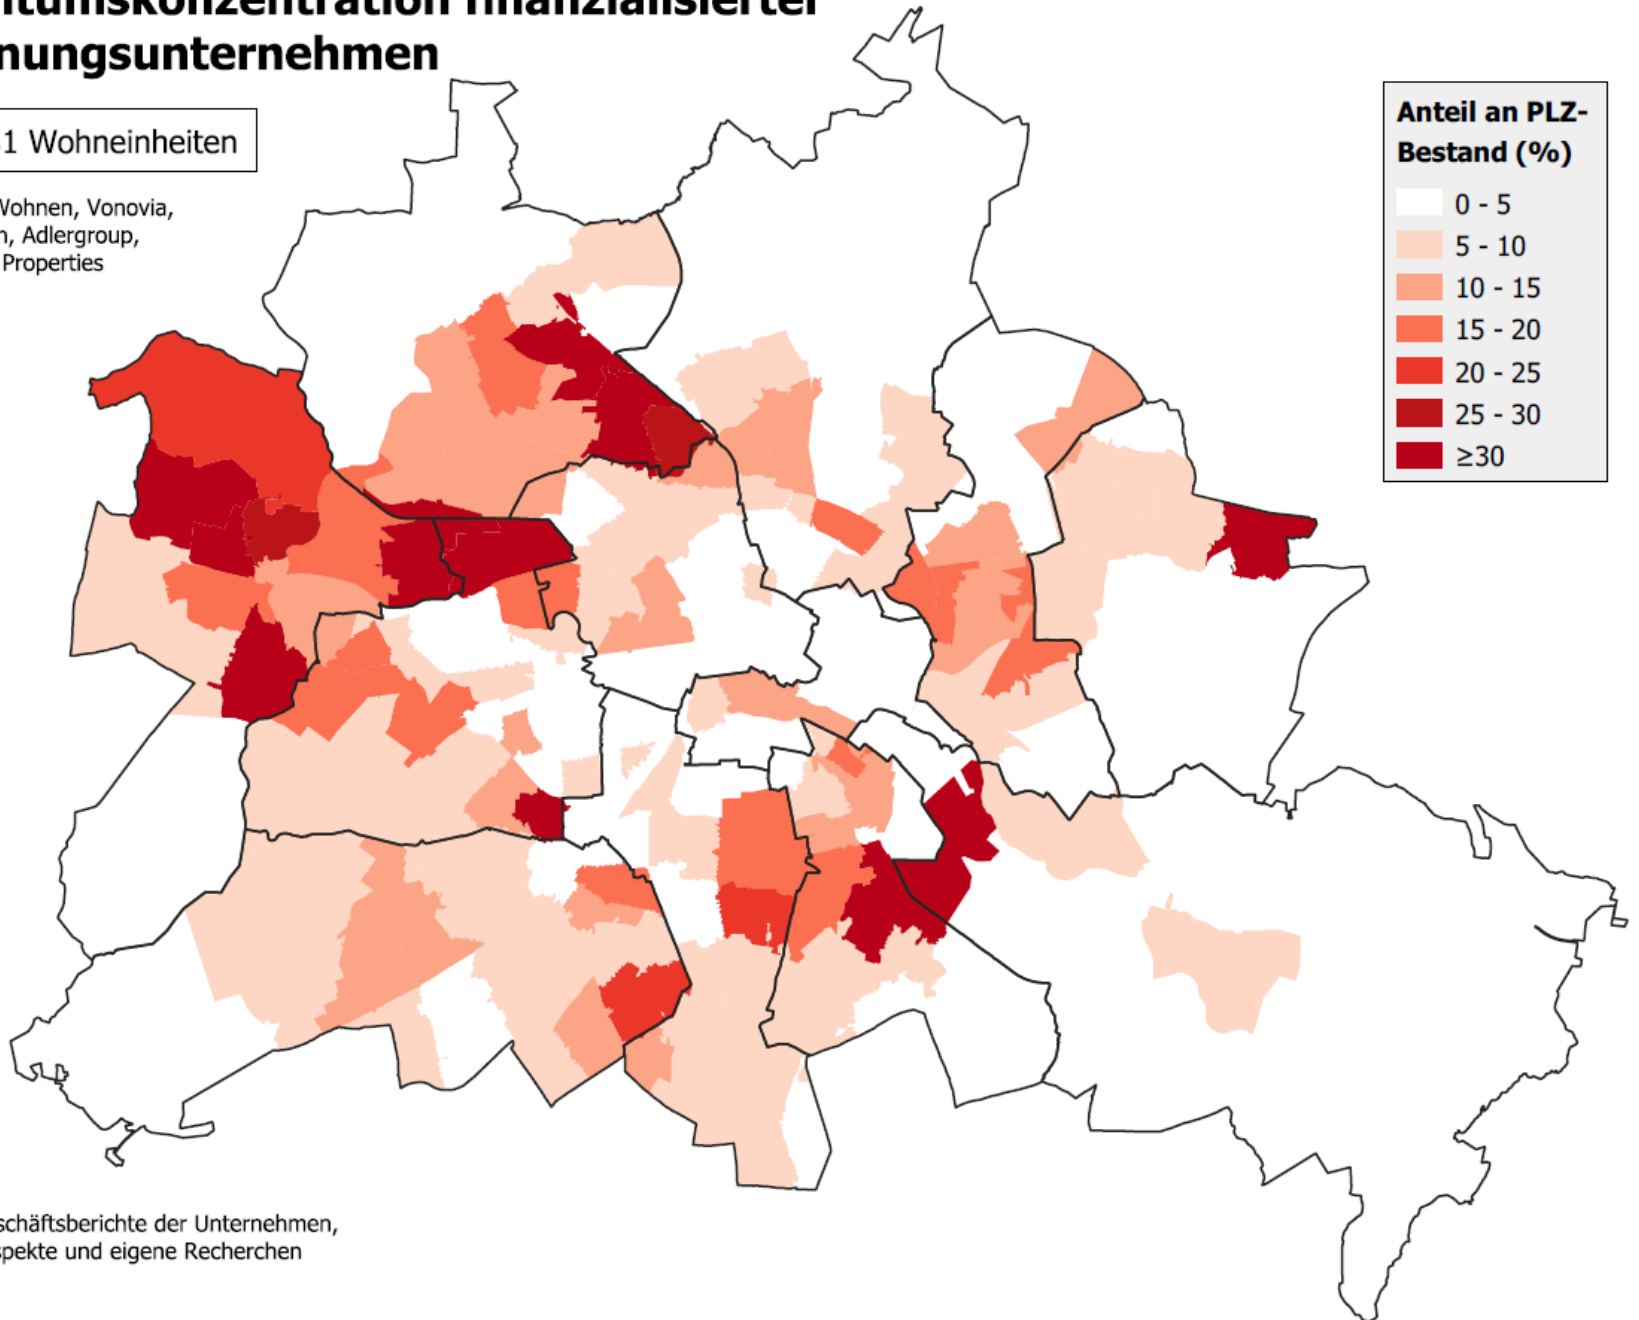 nungsunternehmen
1 Wohneinheiten
Wohnen, Vonovia,
Adlergroup,
Properties
Anteil an PLZ-
Bestand (%)
0 - 5
5 - 10
10 - 15
15 - 20
20 - 25
25 - 30
≥30
schäftsberichte der Unternehmen,
spekte und eigene Recherchen